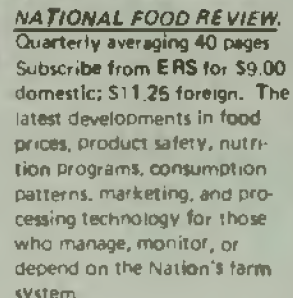 NATIONAL FOOD REVIEW.
Quarterly averaging 40 pages
Subscribe from ERS for $9.00
domestic; $11.25 foreign. The
latest developments in food
prices, product safety, nutri-
tion programs, consumption
patterns, marketing, and pro-
cessing technology for those
who manage, monitor, or
depend on the Nation's farm
system